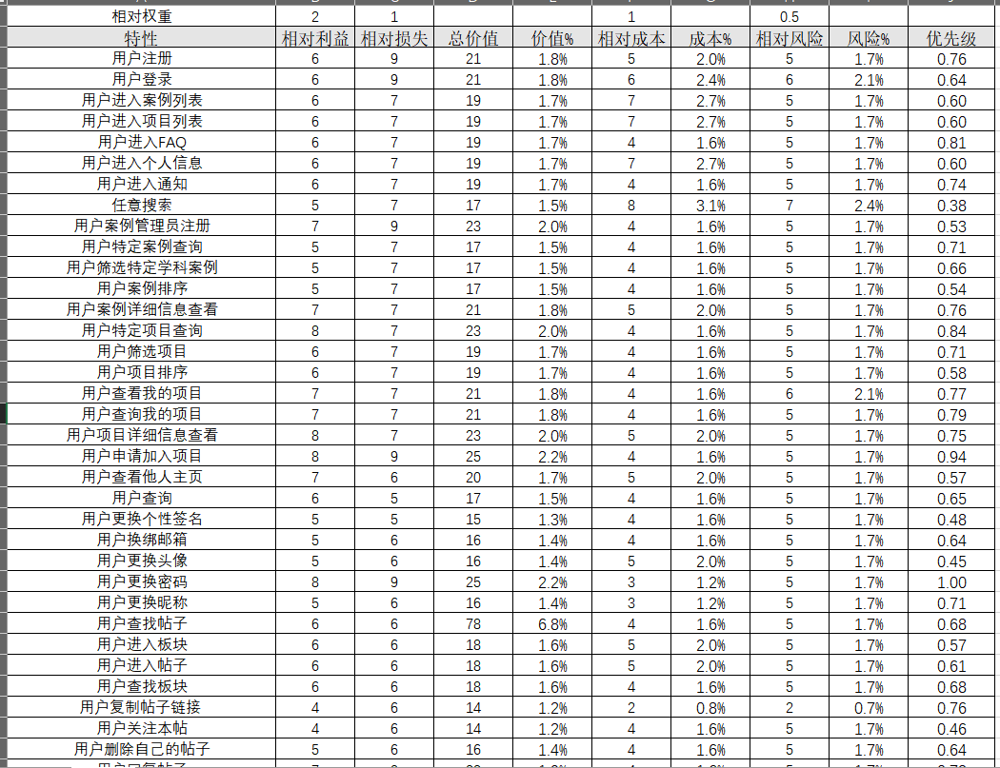 相对权重 2 1 1 0.5
特性 相对利益 相对损失 总价值 价值% 相对成本 成本% 相对风险 风险% 优先级
用户注册 6 9 21 1.8% 5 2.0% 5 1.7% 0.76
用户登录 6 9 21 1.8% 6 2.4% 6 2.1% 0.64
用户进入案例列表 6 7 19 1.7% 7 2.7% 5 1.7% 0.60
用户进入项目列表 6 7 19 1.7% 7 2.7% 5 1.7% 0.60
用户进入FAQ 6 7 19 1.7% 4 1.6% 5 1.7% 0.81
用户进入个人信息 6 7 19 1.7% 7 2.7% 5 1.7% 0.60
用户进入通知 6 7 19 1.7% 4 1.6% 5 1.7% 0.74
任意搜索 5 7 17 1.5% 8 3.1% 7 2.4% 0.38
用户案例管理员注册 7 9 23 2.0% 4 1.6% 5 1.7% 0.53
用户特定案例查询 5 7 17 1.5% 4 1.6% 5 1.7% 0.71
用户筛选特定学科案例 5 7 17 1.5% 4 1.6% 5 1.7% 0.66
用户案例排序 5 7 17 1.5% 4 1.6% 5 1.7% 0.54
用户案例详细信息查看 7 7 21 1.8% 5 2.0% 5 1.7% 0.76
用户特定项目查询 8 7 23 2.0% 4 1.6% 5 1.7% 0.84
用户筛选项目 6 7 19 1.7% 4 1.6% 5 1.7% 0.71
用户项目排序 6 7 19 1.7% 4 1.6% 5 1.7% 0.58
用户查看我的项目 7 7 21 1.8% 4 1.6% 6 2.1% 0.77
用户查询我的项目 7 7 21 1.8% 4 1.6% 5 1.7% 0.79
用户项目详细信息查看 8 7 23 2.0% 5 2.0% 5 1.7% 0.75
用户申请加入项目 8 9 25 2.2% 4 1.6% 5 1.7% 0.94
用户查看他人主页 7 6 20 1.7% 5 2.0% 5 1.7% 0.57
用户查询 6 5 17 1.5% 4 1.6% 5 1.7% 0.65
用户更换个性签名 5 5 15 1.3% 4 1.6% 5 1.7% 0.48
用户换绑邮箱 5 6 16 1.4% 4 1.6% 5 1.7% 0.64
用户更换头像 5 6 16 1.4% 5 2.0% 5 1.7% 0.45
用户更换密码 8 9 25 2.2% 3 1.2% 5 1.7% 1.00
用户更换昵称 5 6 16 1.4% 3 1.2% 5 1.7% 0.71
用户查找帖子 6 6 78 6.8% 4 1.6% 5 1.7% 0.68
用户进入板块 6 6 18 1.6% 5 2.0% 5 1.7% 0.57
用户进入帖子 6 6 18 1.6% 5 2.0% 5 1.7% 0.61
用户查找板块 6 6 18 1.6% 4 1.6% 5 1.7% 0.68
用户复制帖子链接 4 6 14 1.2% 2 0.8% 2 0.7% 0.76
用户关注本帖 4 6 14 1.2% 4 1.6% 5 1.7% 0.46
用户删除自己的帖子 5 6 16 1.4% 4 1.6% 5 1.7% 0.64